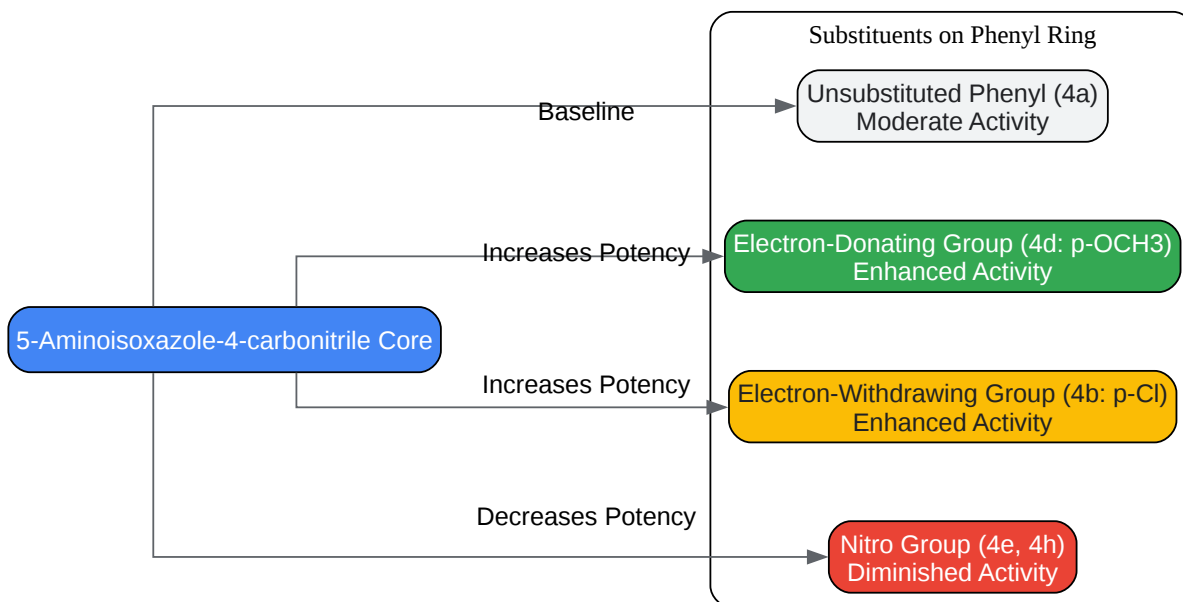 Substituents on Phenyl Ring
Unsubstituted Phenyl (4a)
Moderate Activity
Baseline
Electron-Donating Group (4d: p-OCH3)
Enhanced Activity
Increases Potency
5-Aminoisoxazole-4-carbonitrile Core
Increases Potency
Electron-Withdrawing Group (4b: p-Cl)
Enhanced Activity
Decreases Potency
Nitro Group (4e, 4h)
Diminished Activity